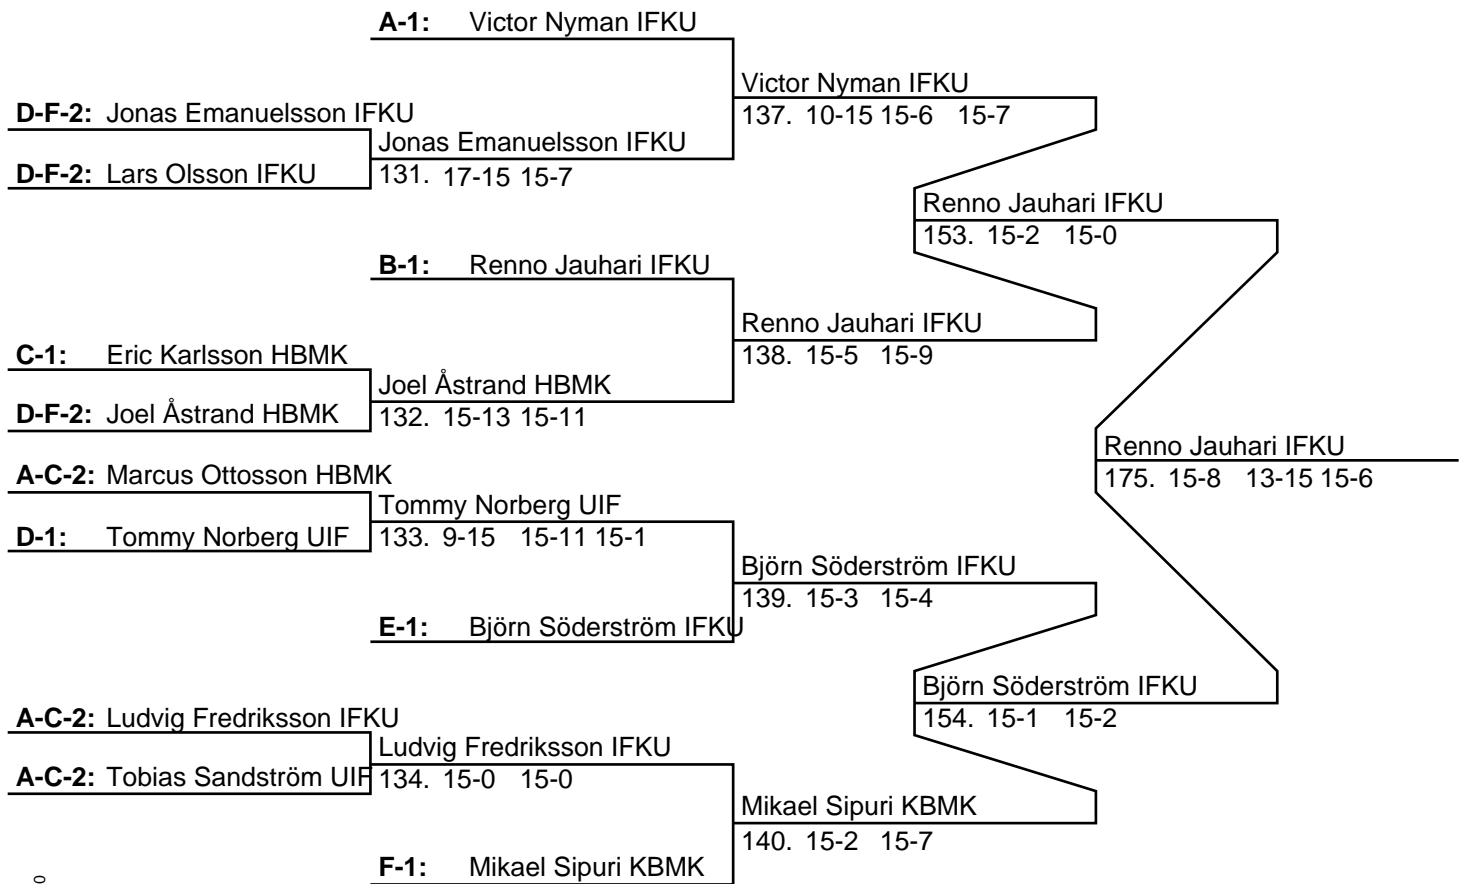 A-1: Victor Nyman IFKU
Victor Nyman IFKU
137. 10-15 15-6 15-7
D-F-2: Jonas Emanuelsson IFKU
Jonas Emanuelsson IFKU
D-F-2: Lars Olsson IFKU
131. 17-15 15-7
Renno Jauhari IFKU
153. 15-2 15-0
B-1: Renno Jauhari IFKU
Renno Jauhari IFKU
138. 15-5 15-9
C-1: Eric Karlsson HBMK
Joel Åstrand HBMK
D-F-2: Joel Åstrand HBMK
132. 15-13 15-11
Renno Jauhari IFKU
175. 15-8 13-15 15-6
A-C-2: Marcus Ottosson HBMK
Tommy Norberg UIF
D-1: Tommy Norberg UIF
133. 9-15 15-11 15-1
Björn Söderström IFKU
139. 15-3 15-4
E-1: Björn Söderström IFKU
Björn Söderström IFKU
154. 15-1 15-2
A-C-2: Ludvig Fredriksson IFKU
Ludvig Fredriksson IFKU
A-C-2: Tobias Sandström UIF
134. 15-0 15-0
Mikael Sipuri KBMK
140. 15-2 15-7
F-1: Mikael Sipuri KBMK